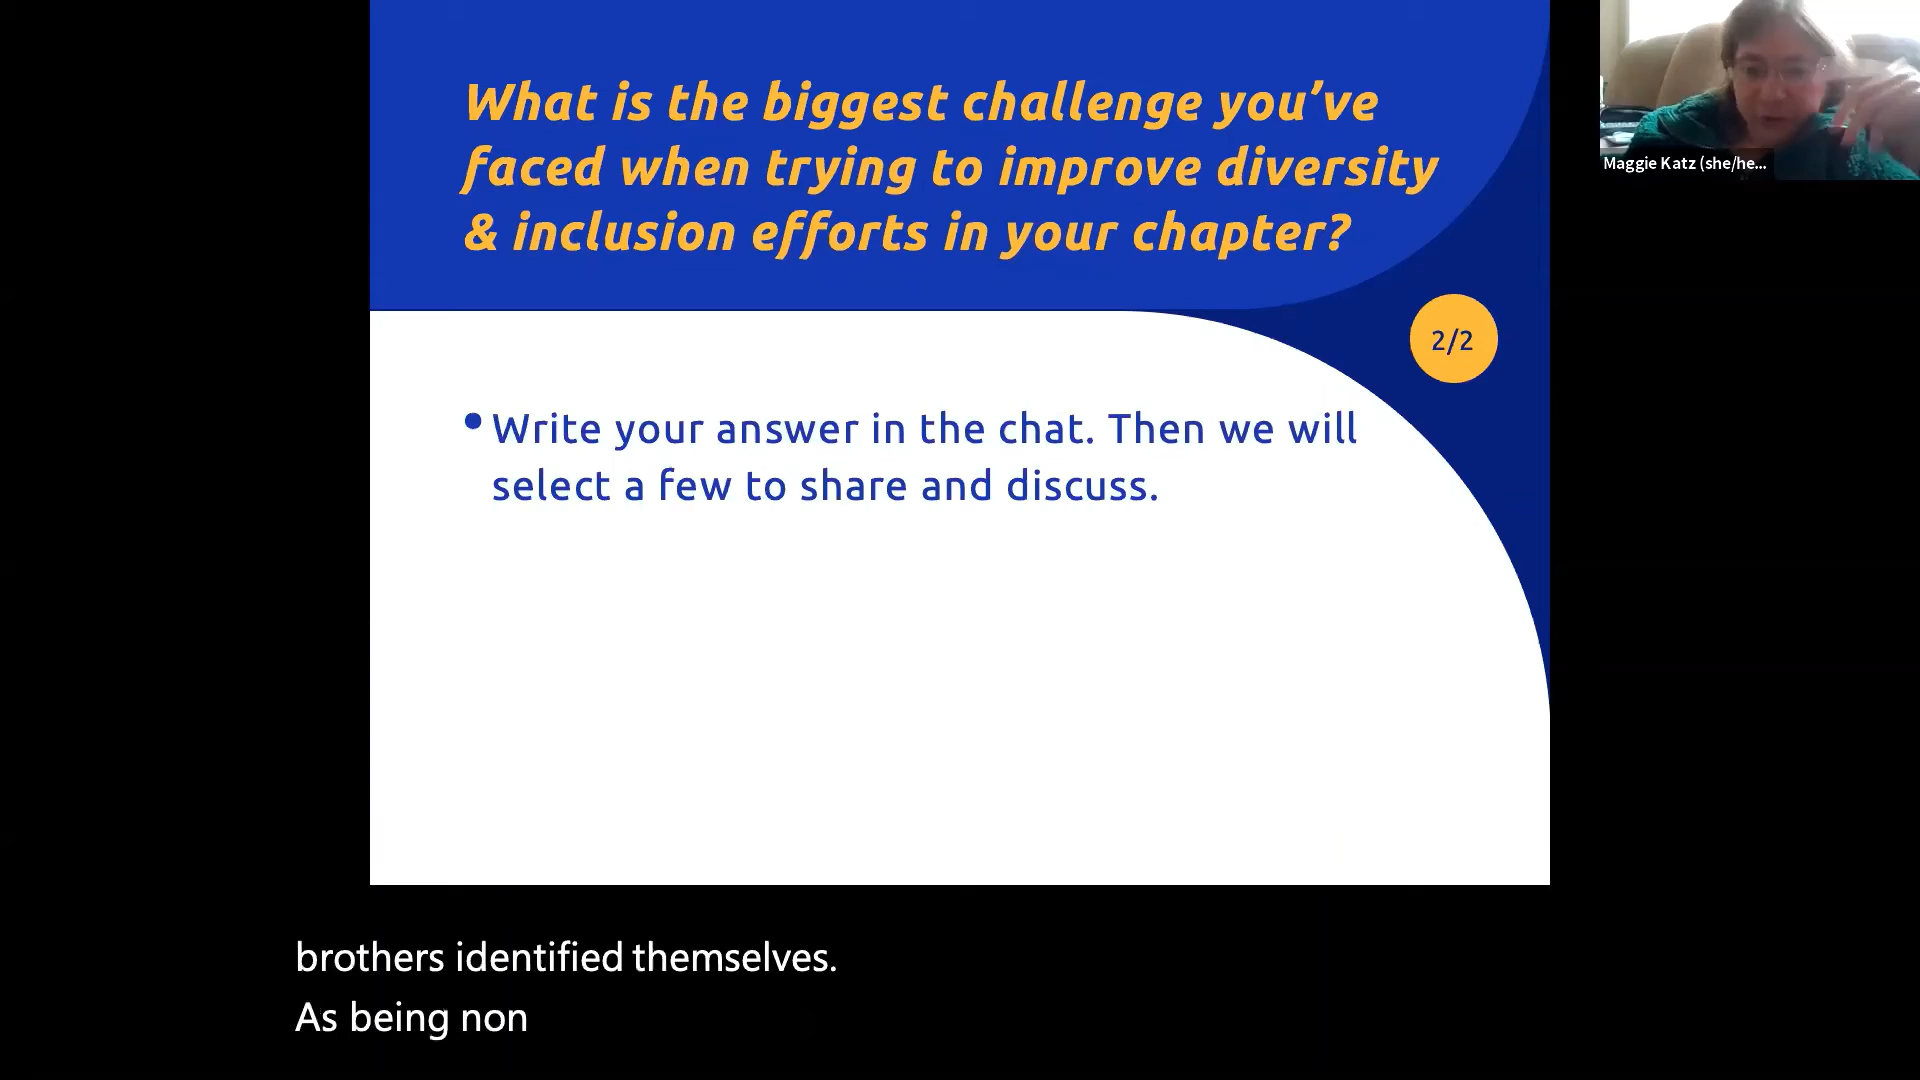 What is the biggest challenge you’ve
faced when trying to improve diversity
& inclusion efforts in your chapter?
2/2
• Write your answer in the chat. Then we will
select a few to share and discuss.
Maggie Katz (she/he...
brothers identified themselves.
As being non